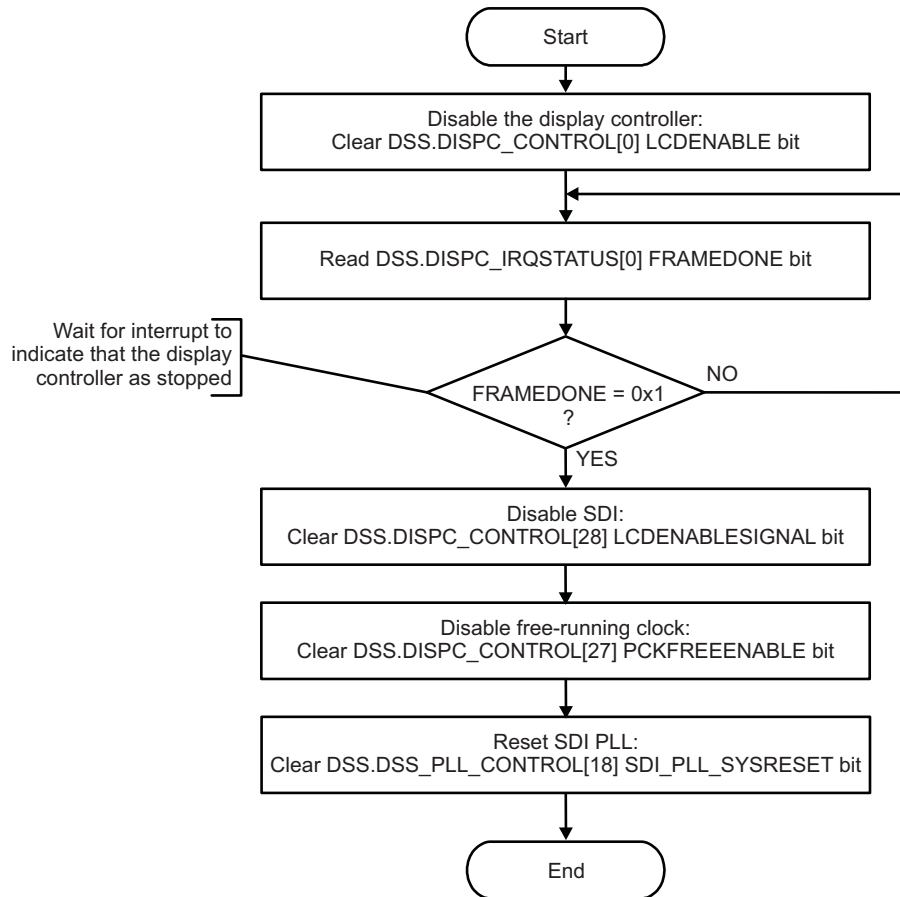 Start
Disable the display controller:
Clear DSS.DISPC_CONTROL[0] LCDENABLE bit
Read DSS.DISPC_IRQSTATUS[0] FRAMEDONE bit
Wait for interrupt to
indicate that the display
controller as stopped
FRAMEDONE = 0x1
?
NO
YES
Disable SDI:
Clear DSS.DISPC_CONTROL[28] LCDENABLESIGNAL bit
Disable free-running clock:
Clear DSS.DISPC_CONTROL[27] PCKFREEENABLE bit
Reset SDI PLL:
Clear DSS.DSS_PLL_CONTROL[18] SDI_PLL_SYSRESET bit
End